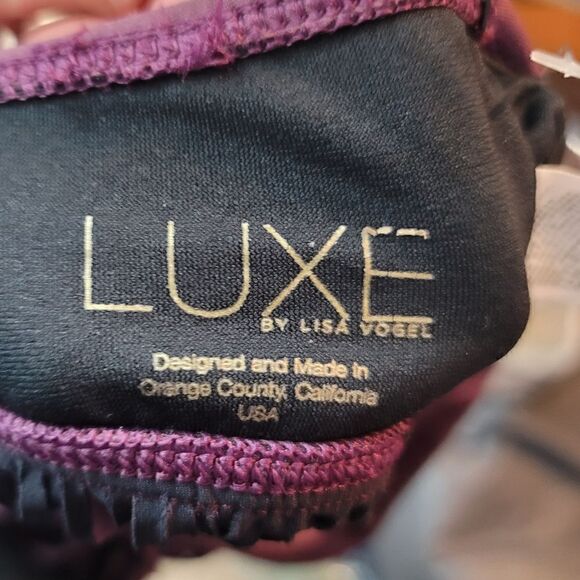 LUXE
BY LISA VOGEL
Designed and Made in
Orange County, California
USA